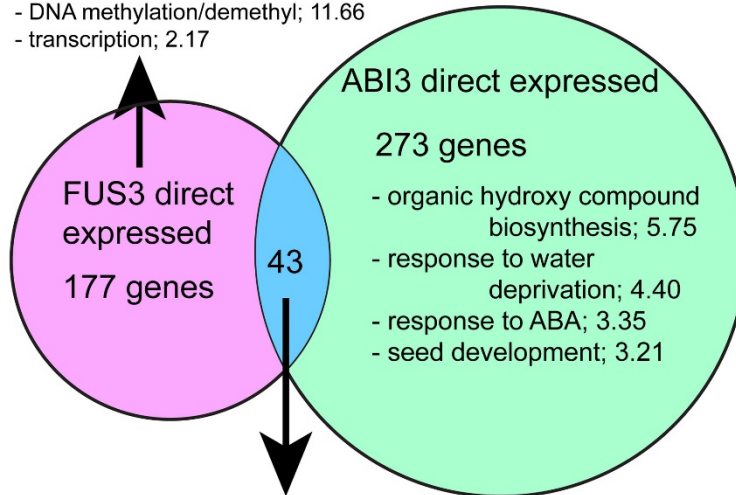 - DNA methylation/demethyl; 11.66
- transcription; 2.17
ABI3 direct expressed
273 genes
- organic hydroxy compound
biosynthesis; 5.75
- response to water
deprivation; 4.40
- response to ABA; 3.35
- seed development; 3.21
FUS3 direct
expressed
177 genes
43